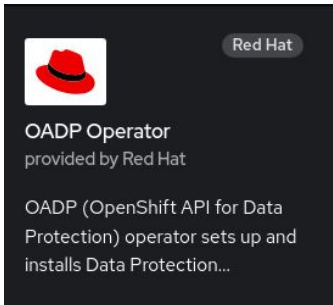 Red Hat
OADP Operator
provided by Red Hat
OADP (OpenShift API for Data
Protection) operator sets up and
installs Data Protection...